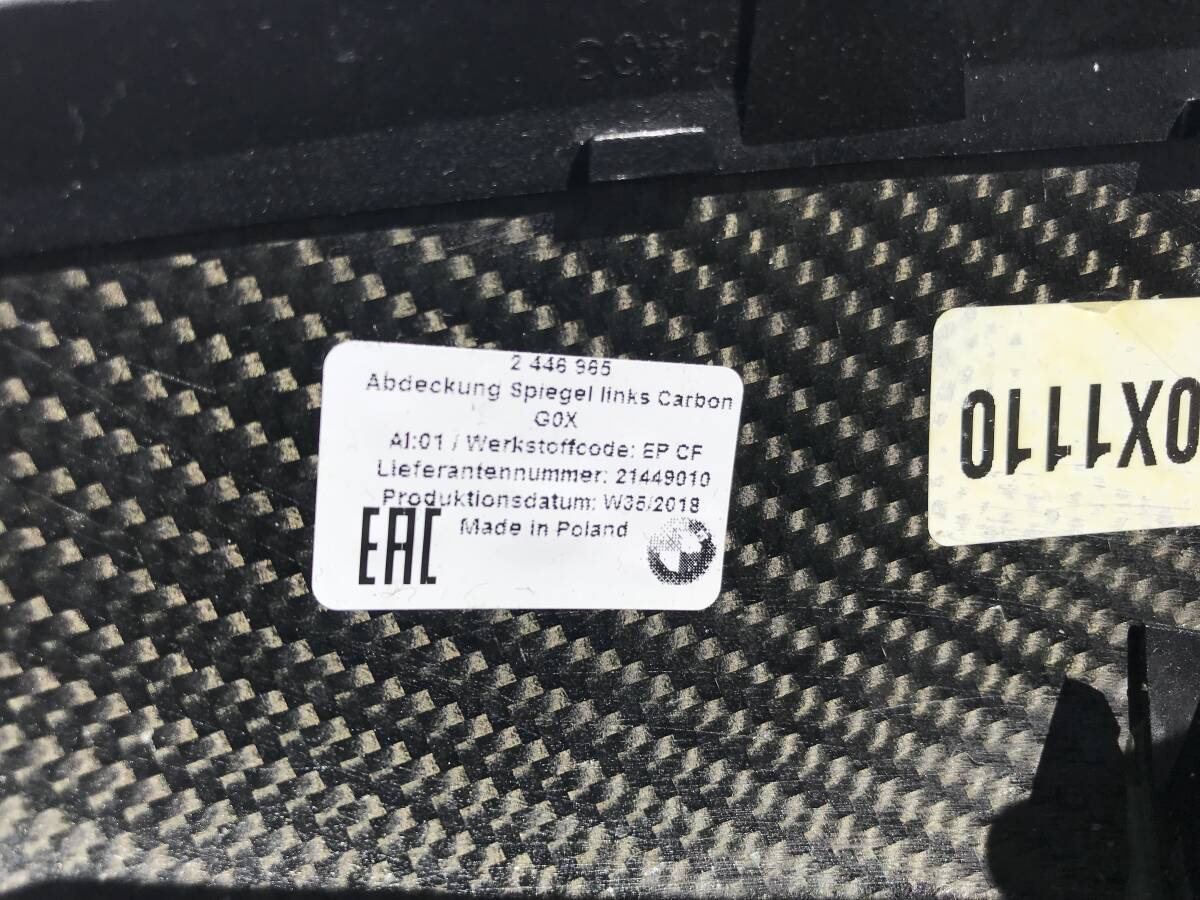 2 446 965
Abdeckung Spiegel links Carbon
G0X
AI:01 / Werkstoffcode: EP CF
Lieferantennummer: 21449010
Produktionsdatum: W35/2018
Made in Poland
EAC
0X1110